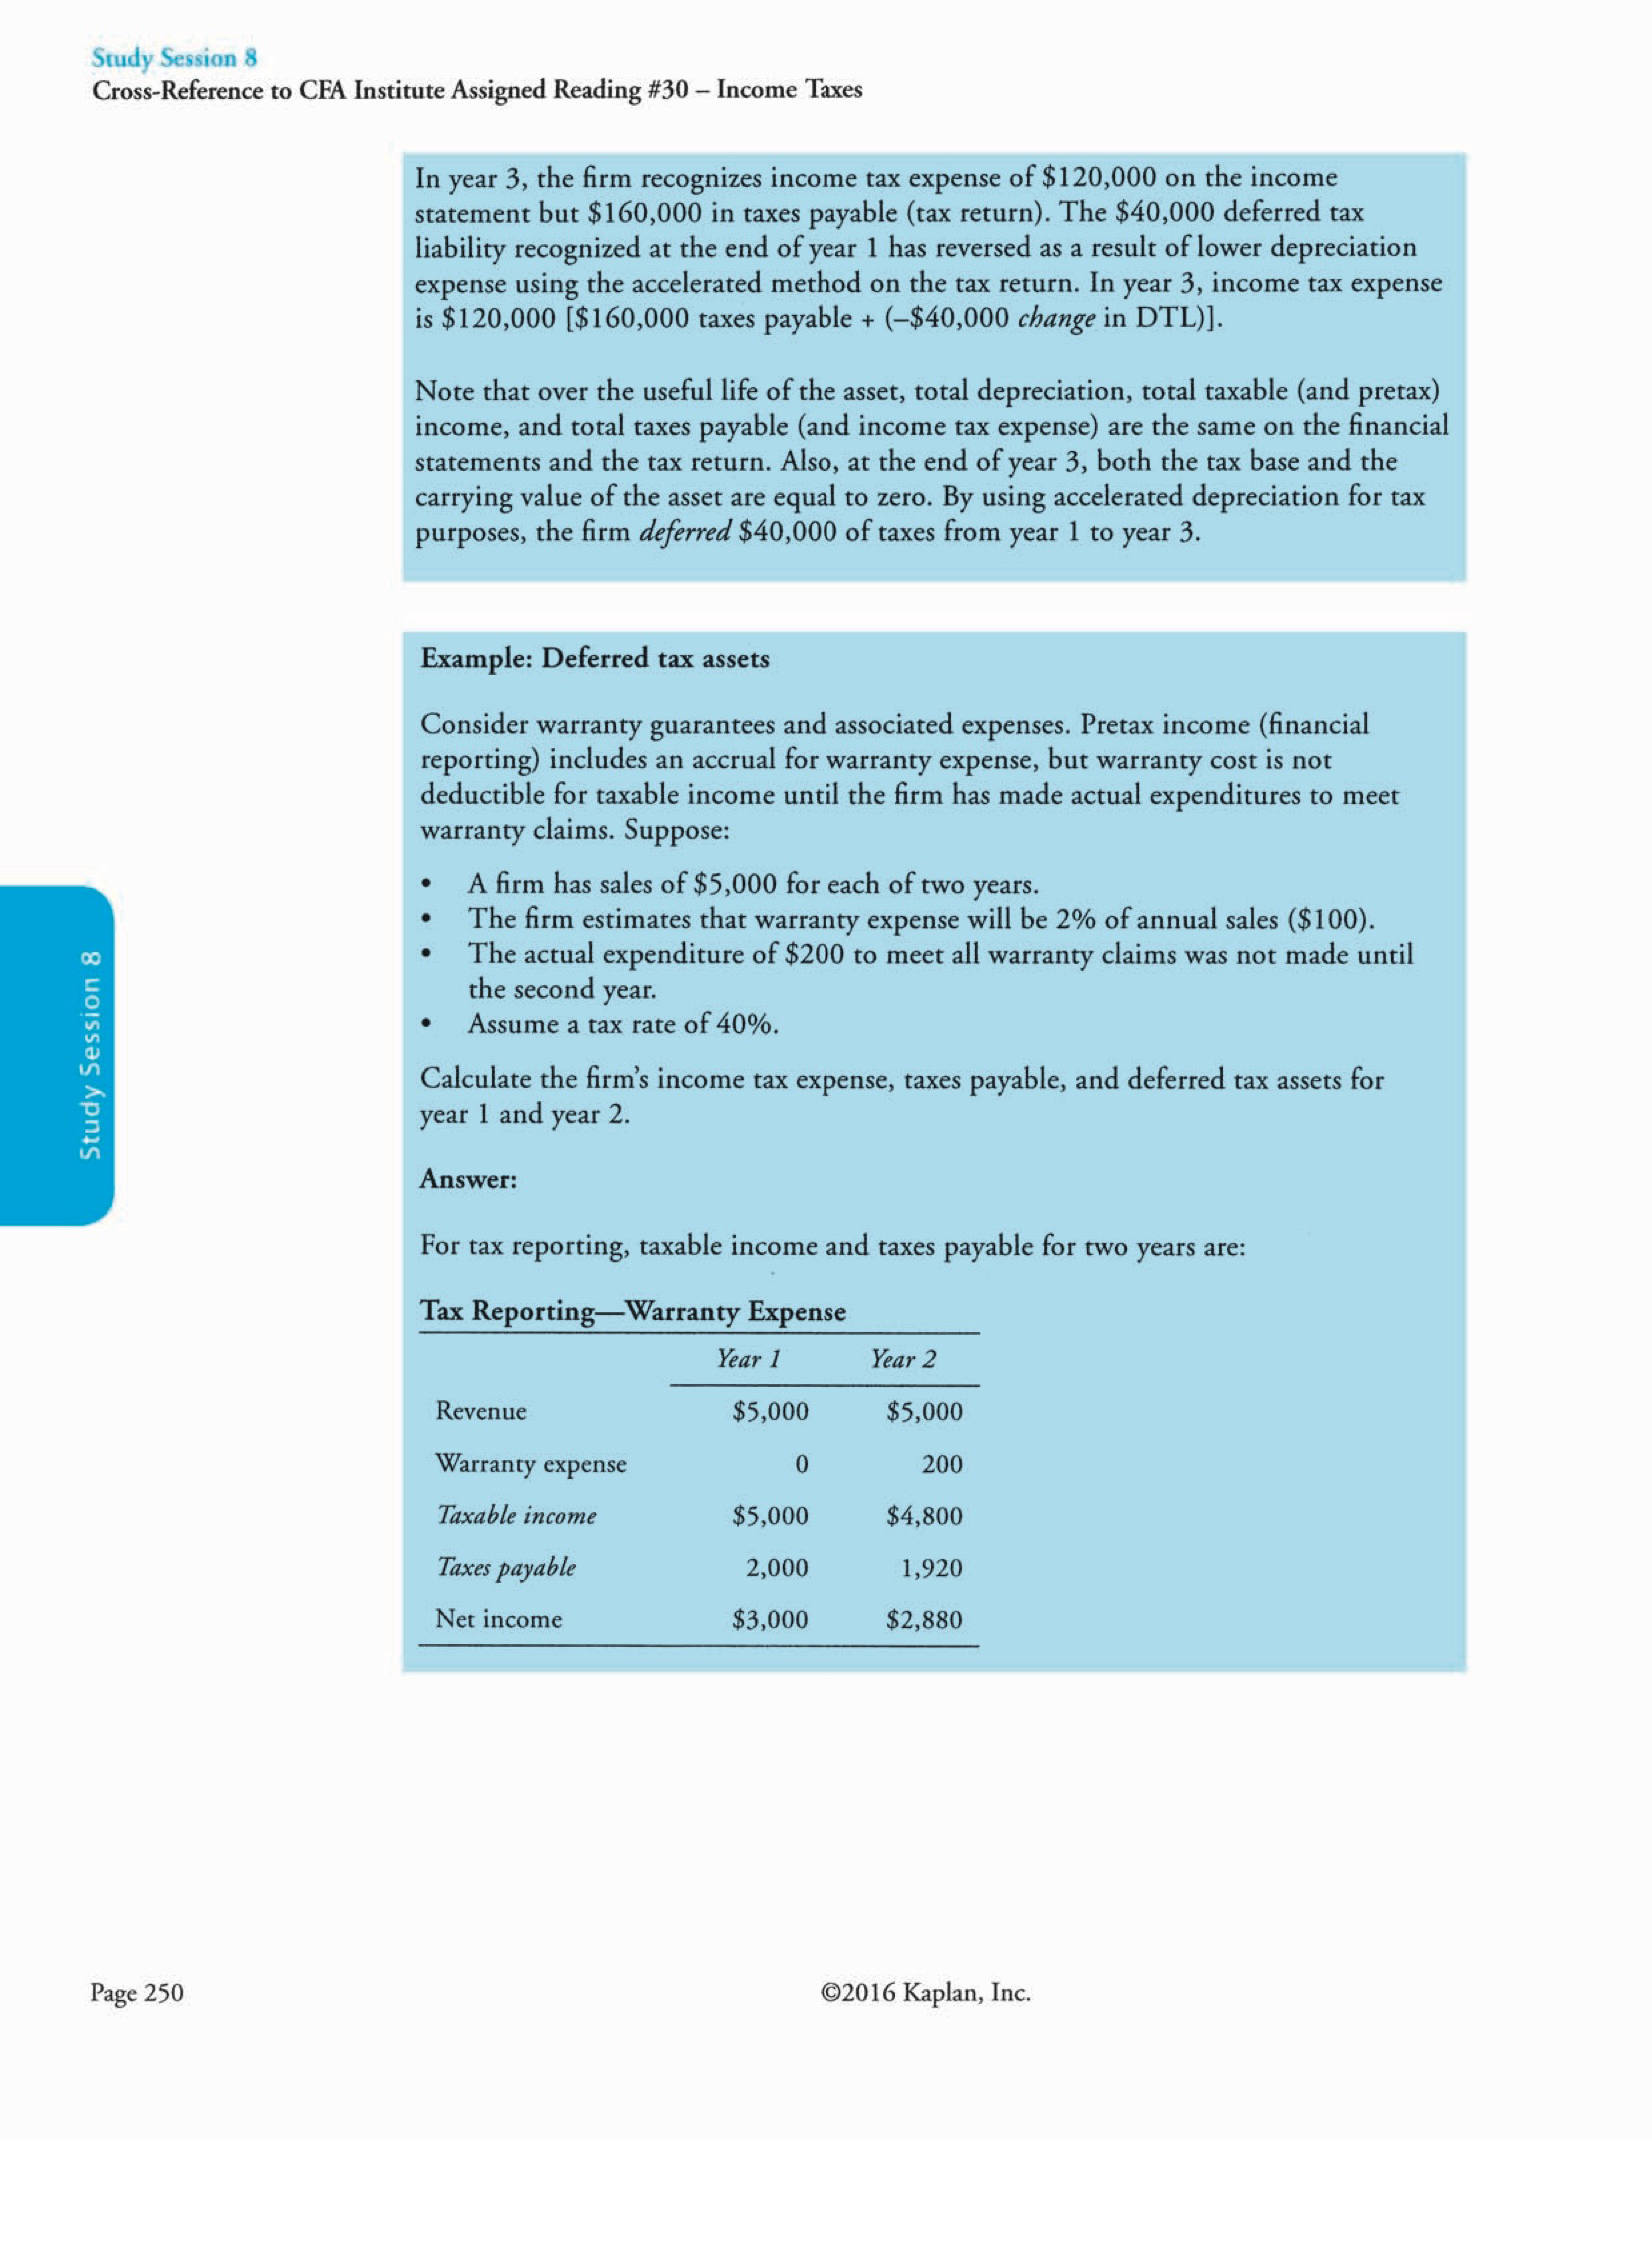 Study Session 8
Cross-Reference to CFA Institute Assigned Reading #30 – Income Taxes
In year 3, the firm recognizes income tax expense of $120,000 on the income
statement but $160,000 in taxes payable (tax return). The $40,000 deferred tax
liability recognized at the end of year 1 has reversed as a result of lower depreciation
expense using the accelerated method on the tax return. In year 3, income tax expense
is $120,000 [$160,000 taxes payable + (–$40,000 change in DTL)].
Note that over the useful life of the asset, total depreciation, total taxable (and pretax)
income, and total taxes payable (and income tax expense) are the same on the financial
statements and the tax return. Also, at the end of year 3, both the tax base and the
carrying value of the asset are equal to zero. By using accelerated depreciation for tax
purposes, the firm deferred $40,000 of taxes from year 1 to year 3.
Example: Deferred tax assets
Consider warranty guarantees and associated expenses. Pretax income (financial
reporting) includes an accrual for warranty expense, but warranty cost is not
deductible for taxable income until the firm has made actual expenditures to meet
warranty claims. Suppose:
• A firm has sales of $5,000 for each of two years.
• The firm estimates that warranty expense will be 2% of annual sales ($100).
• The actual expenditure of $200 to meet all warranty claims was not made until
the second year.
• Assume a tax rate of 40%.
Calculate the firm's income tax expense, taxes payable, and deferred tax assets for
year 1 and year 2.
Answer:
For tax reporting, taxable income and taxes payable for two years are:
Tax Reporting—Warranty Expense
Year 1 Year 2
Revenue $5,000 $5,000
Warranty expense 0 200
Taxable income $5,000 $4,800
Taxes payable 2,000 1,920
Net income $3,000 $2,880
Study Session 8
Page 250 ©2016 Kaplan, Inc.